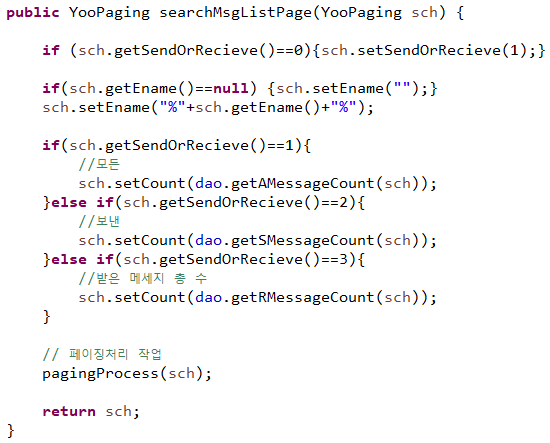 public YooPaging searchMsgListPage(YooPaging sch) {
if (sch.getSendOrRecieve()==0){sch.setSendOrRecieve(1);}
if(sch.getEname()==null) {sch.setEname("");}
sch.setEname("%"+sch.getEname()+"%");
if(sch.getSendOrRecieve()==1){
//모든
sch.setCount(dao.getAMessageCount(sch));
}else if(sch.getSendOrRecieve()==2){
//보낸
sch.setCount(dao.getSMessageCount(sch));
}else if(sch.getSendOrRecieve()==3){
//받은 메세지 총 수
sch.setCount(dao.getRMessageCount(sch));
}
// 페이징처리 작업
pagingProcess(sch);
return sch;
}